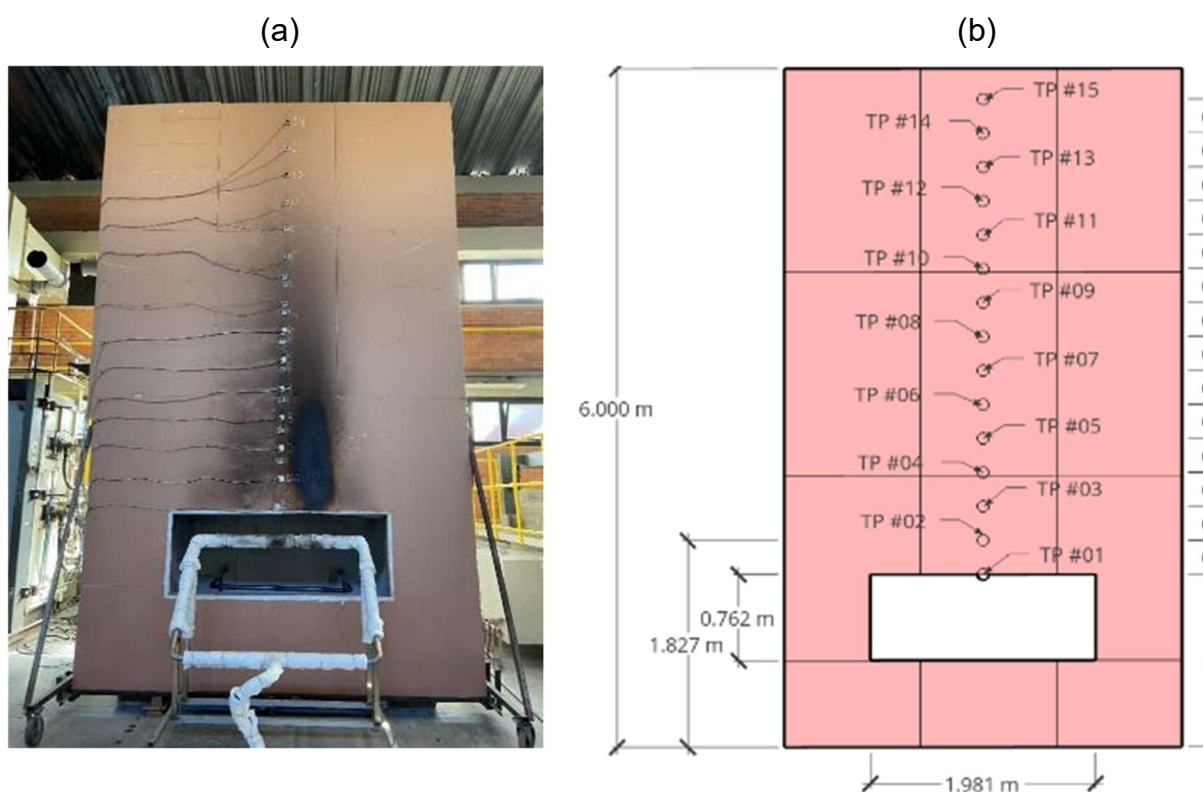 (a)
(b)
TP #15
TP #14
TP #13
TP #12
TP #11
TP #10
TP #09
TP #08
TP #07
TP #06
6.000 m
TP #05
TP #04
TP #03
TP #02
TP #01
0.762 m
1.827 m
1.981 m